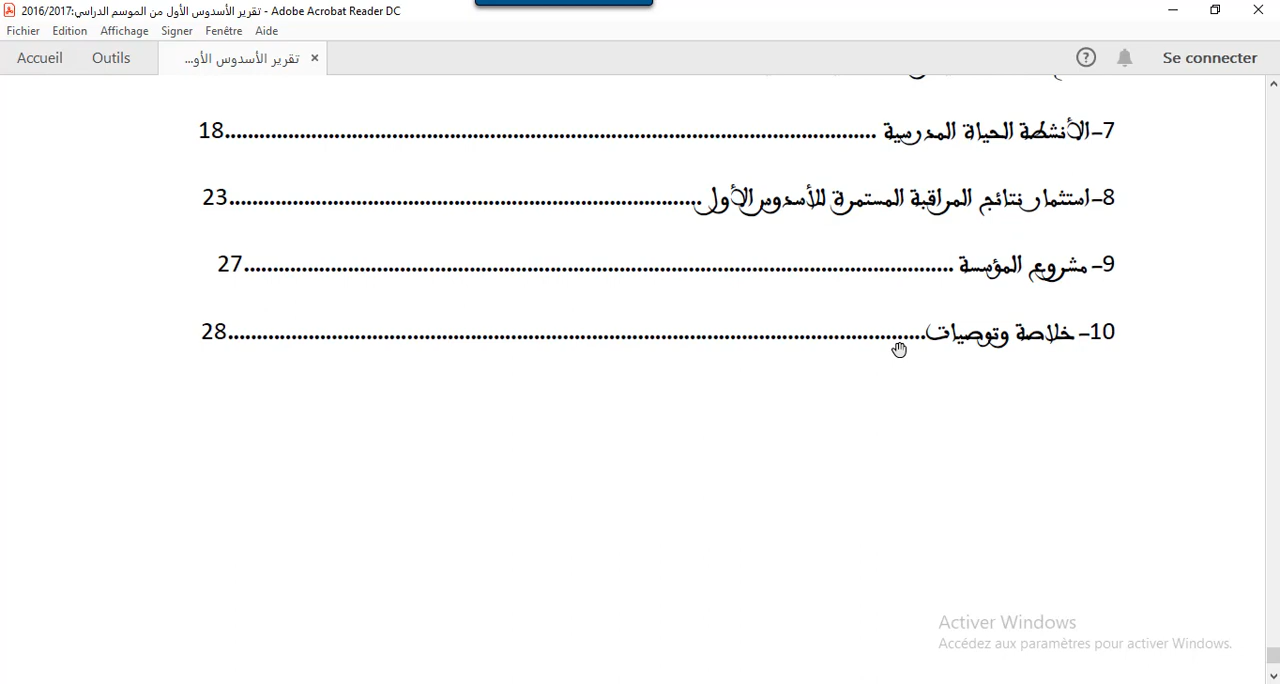 تقرير الأسدوس الأول من الموسم الدراسي:2016/2017 - Adobe Acrobat Reader DC
Fichier Edition Affichage Signer Fenêtre Aide
Accueil Outils تقرير الأسدوس الأو... × ? Se connecter
7-الأنشطة الحياة المدرسية ................................................18
8-استثمار نتائج المراقبة المستمرة للأسدوس الأول................................................23
9- مشروع المؤسسة ................................................27
10- خلاصة وتوصيات................................................28
Activer Windows
Accédez aux paramètres pour activer Windows.